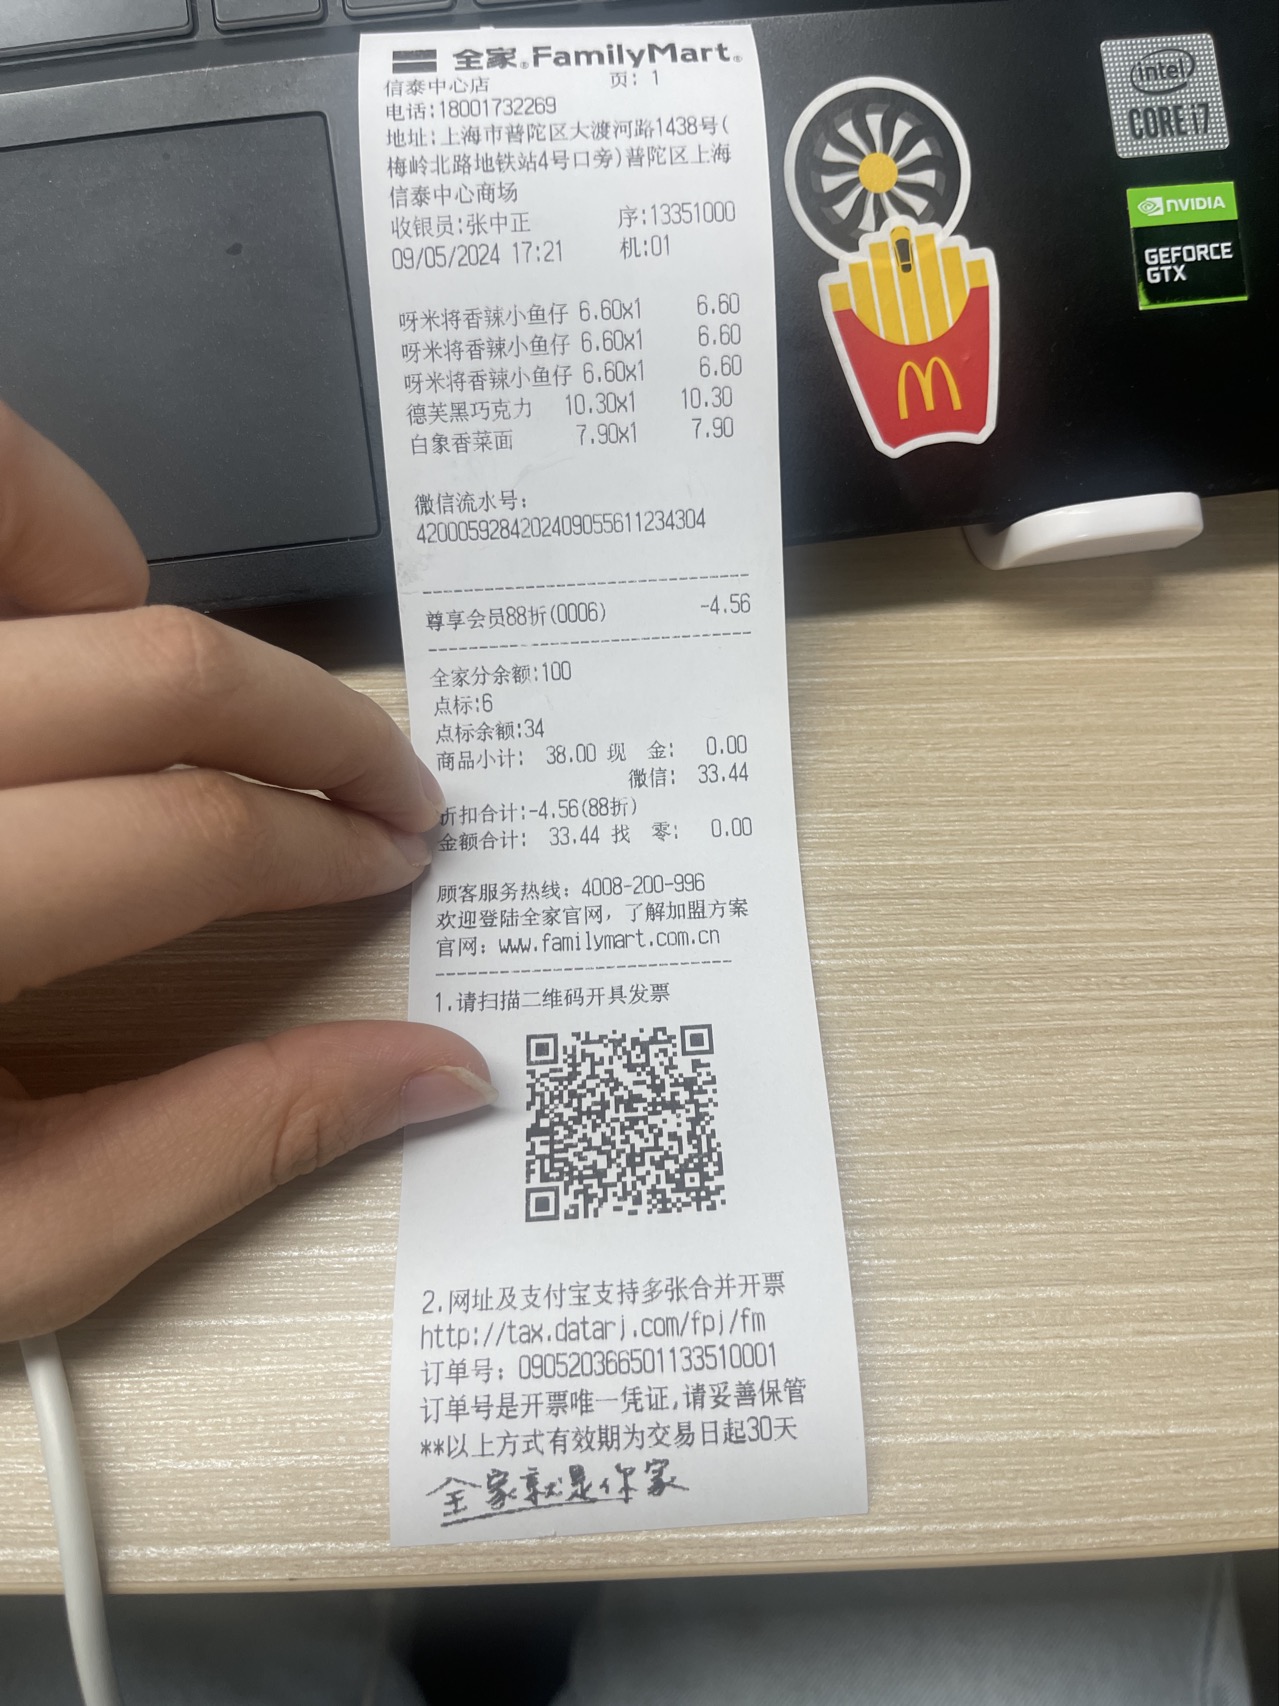 全家®FamilyMart®
信泰中心店 页: 1
电话:18001732269
地址:上海市普陀区大渡河路1438号(
梅岭北路地铁站4号口旁)普陀区上海
信泰中心商场
收银员:张中正 序:13351000
09/05/2024 17:21 机:01
呀米将香辣小鱼仔 6.60x1 6.60
呀米将香辣小鱼仔 6.60x1 6.60
呀米将香辣小鱼仔 6.60x1 6.60
德芙黑巧克力 10.30x1 10.30
白象香菜面 7.90x1 7.90
微信流水号:
4200059284202409055611234304
尊享会员88折(0006) -4.56
全家分余额:100
点标:6
点标余额:34
商品小计: 38.00 现 金: 0.00
微信: 33.44
折扣合计:-4.56(88折)
金额合计: 33.44 找 零: 0.00
顾客服务热线: 4008-200-996
欢迎登陆全家官网, 了解加盟方案
官网: www.familymart.com.cn
1.请扫描二维码开具发票
2.网址及支付宝支持多张合并开票
http://tax.datarj.com/fpj/fm
订单号: 090520366501133510001
订单号是开票唯一凭证,请妥善保管
**以上方式有效期为交易日起30天
全家就是你家
intel
CORE i7
NVIDIA
GEFORCE
GTX